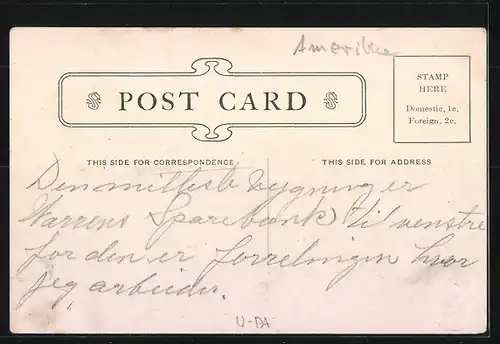 Amerika
POST CARD
STAMP
HERE
Domestic, 1c.
Foreign, 2c.
THIS SIDE FOR CORRESPONDENCE
THIS SIDE FOR ADDRESS
Den mittleste bygning er
Warrens Sparebank, til venstre
for den er forretningen hvor
jeg arbeider.
U-PA